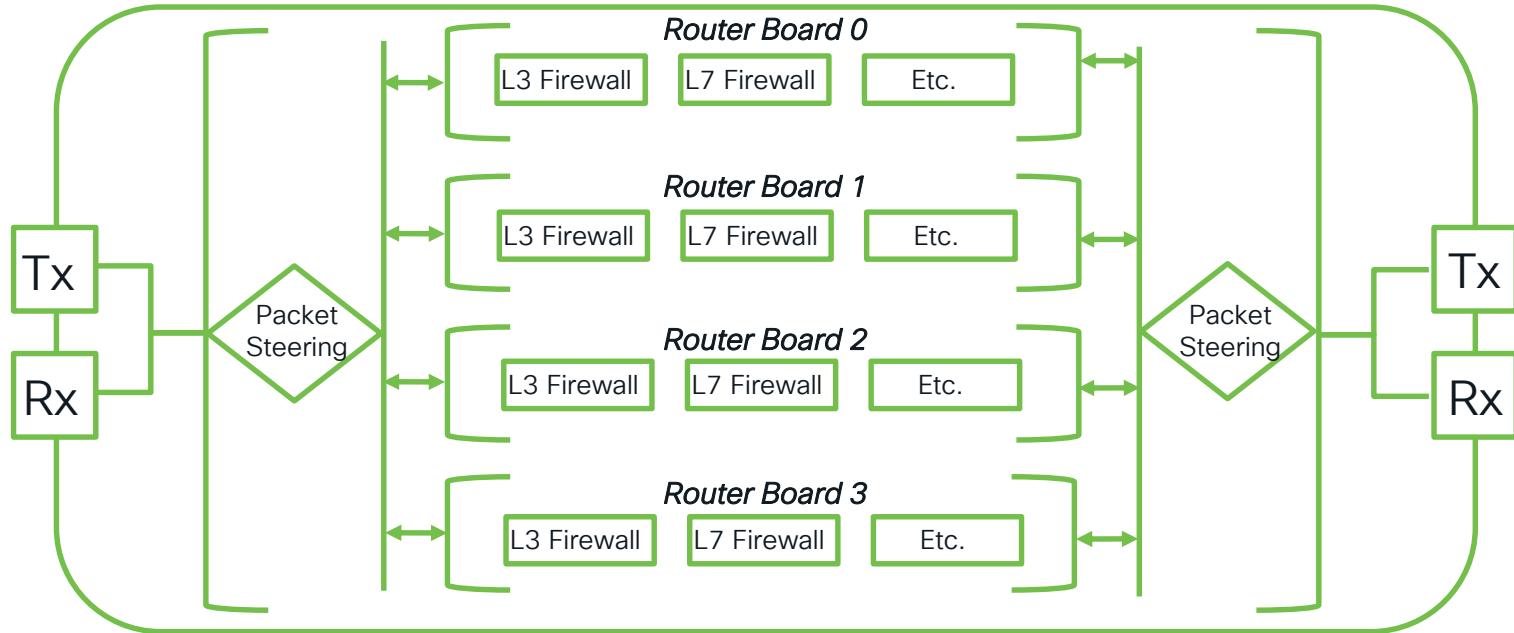 Router Board 0
L3 Firewall
L7 Firewall
Etc.
Router Board 1
L3 Firewall
L7 Firewall
Etc.
Tx
Rx
Packet
Steering
Packet
Steering
Tx
Rx
Router Board 2
L3 Firewall
L7 Firewall
Etc.
Router Board 3
L3 Firewall
L7 Firewall
Etc.